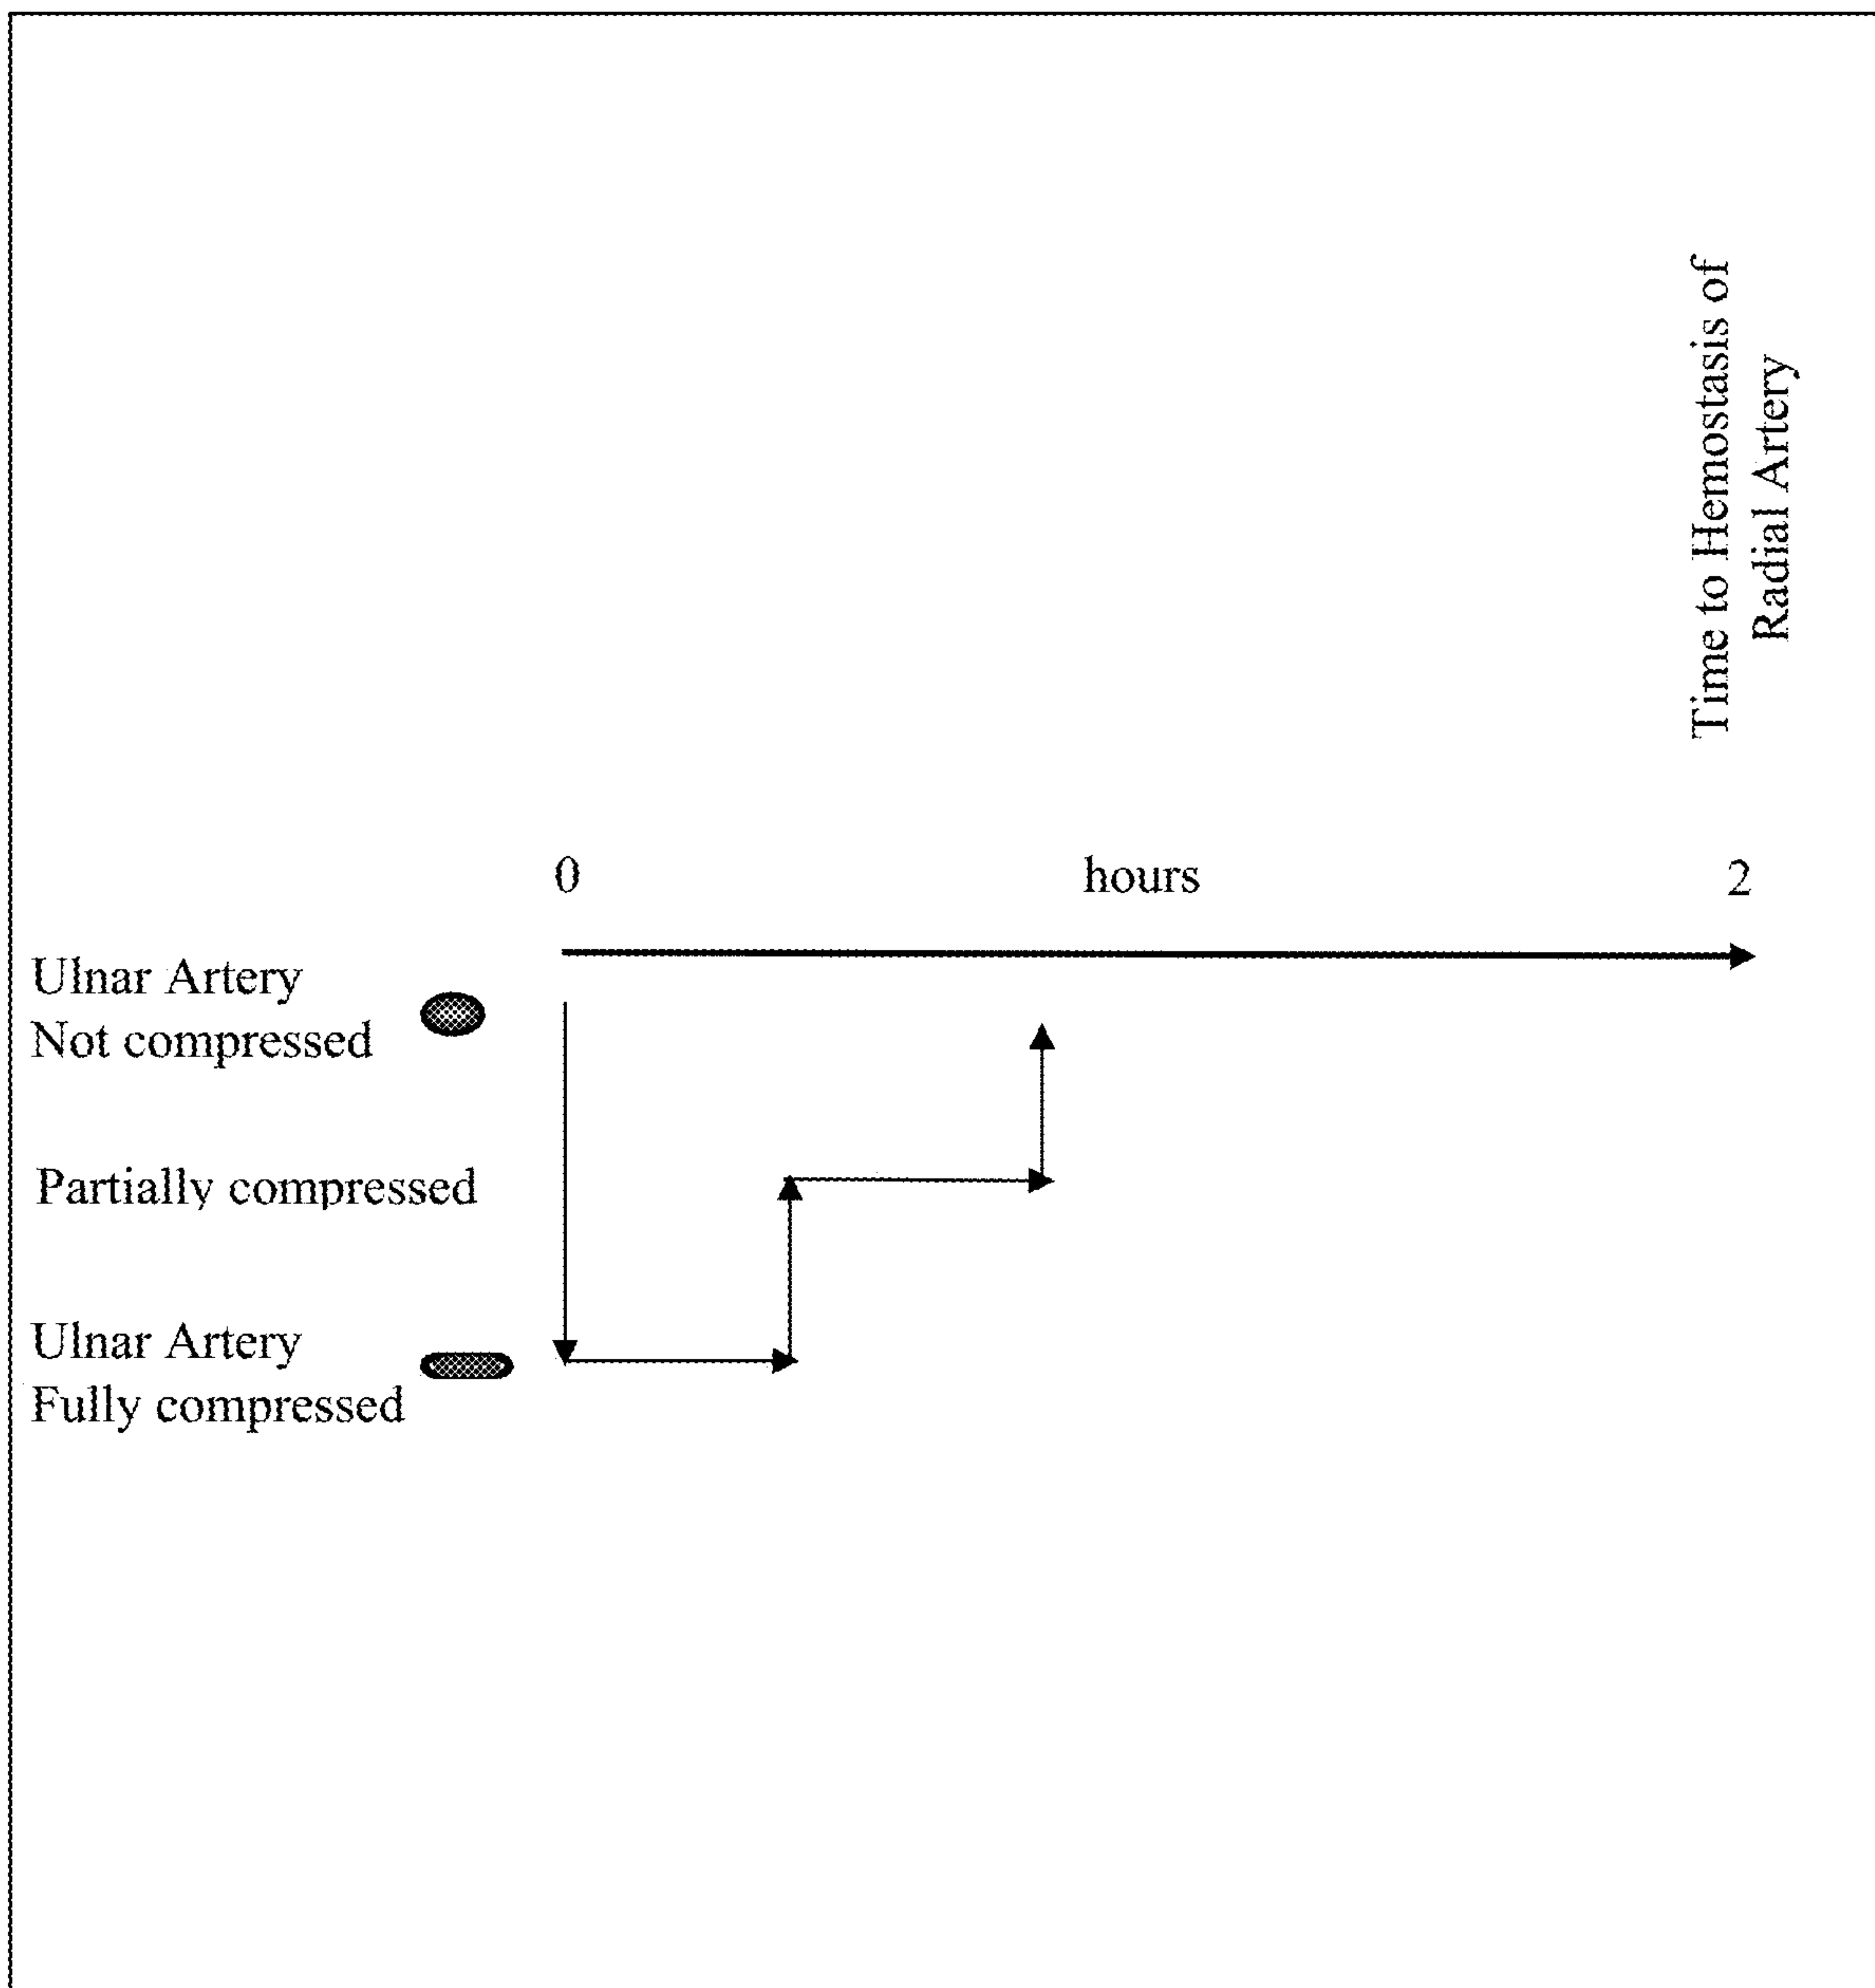 Time to Hemostasis of
Radial Artery
0 hours 2
Ulnar Artery
Not compressed
Partially compressed
Ulnar Artery
Fully compressed